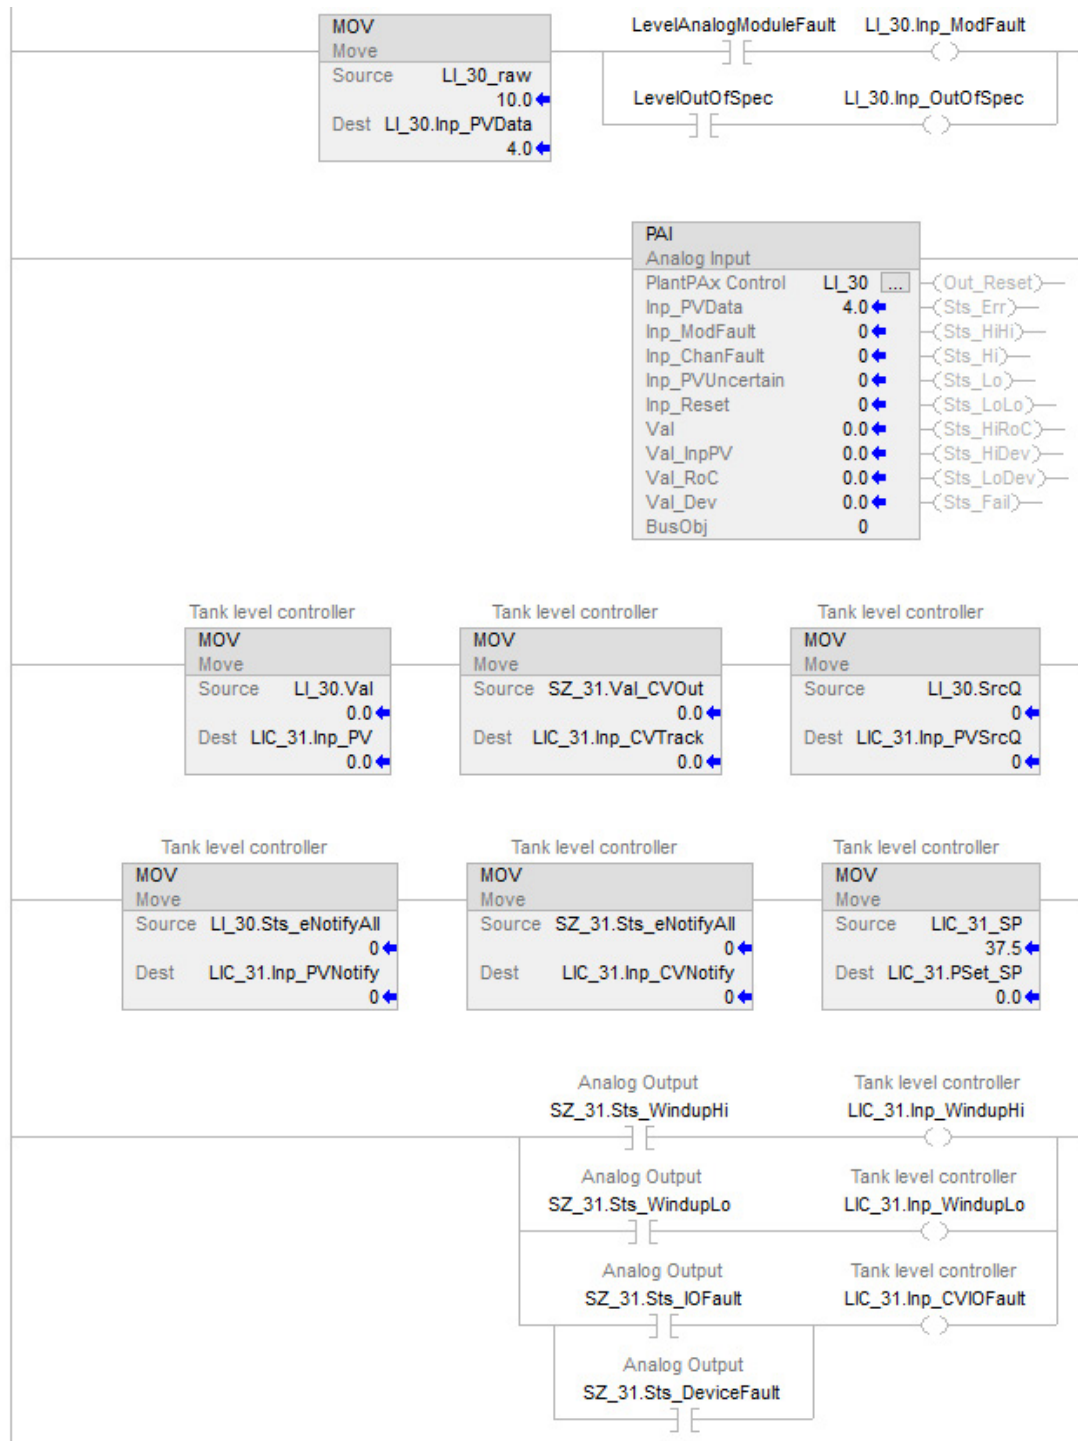 MOV
Move
Source LI_30_raw
10.0
Dest LI_30.Inp_PVData
4.0
LevelAnalogModuleFault LI_30.Inp_ModFault
LevelOutOfSpec LI_30.Inp_OutOfSpec
PAI
Analog Input
PlantPAx Control LI_30 ...
Inp_PVData 4.0
Inp_ModFault 0
Inp_ChanFault 0
Inp_PVUncertain 0
Inp_Reset 0
Val 0.0
Val_InpPV 0.0
Val_RoC 0.0
Val_Dev 0.0
BusObj 0
Out_Reset
Sts_Err
Sts_HiHi
Sts_Hi
Sts_Lo
Sts_LoLo
Sts_HiRoC
Sts_HiDev
Sts_LoDev
Sts_Fail
Tank level controller
MOV
Move
Source LI_30.Val
0.0
Dest LIC_31.Inp_PV
0.0
Tank level controller
MOV
Move
Source SZ_31.Val_CVOut
0.0
Dest LIC_31.Inp_CVTrack
0.0
Tank level controller
MOV
Move
Source LI_30.SrcQ
0
Dest LIC_31.Inp_PVSrcQ
0
Tank level controller
MOV
Move
Source LI_30.Sts_eNotifyAll
0
Dest LIC_31.Inp_PVNotify
0
Tank level controller
MOV
Move
Source SZ_31.Sts_eNotifyAll
0
Dest LIC_31.Inp_CVNotify
0
Tank level controller
MOV
Move
Source LIC_31_SP
37.5
Dest LIC_31.PSet_SP
0.0
Analog Output Tank level controller
SZ_31.Sts_WindupHi LIC_31.Inp_WindupHi
Analog Output Tank level controller
SZ_31.Sts_WindupLo LIC_31.Inp_WindupLo
Analog Output Tank level controller
SZ_31.Sts_IOFault LIC_31.Inp_CVIOFault
Analog Output
SZ_31.Sts_DeviceFault